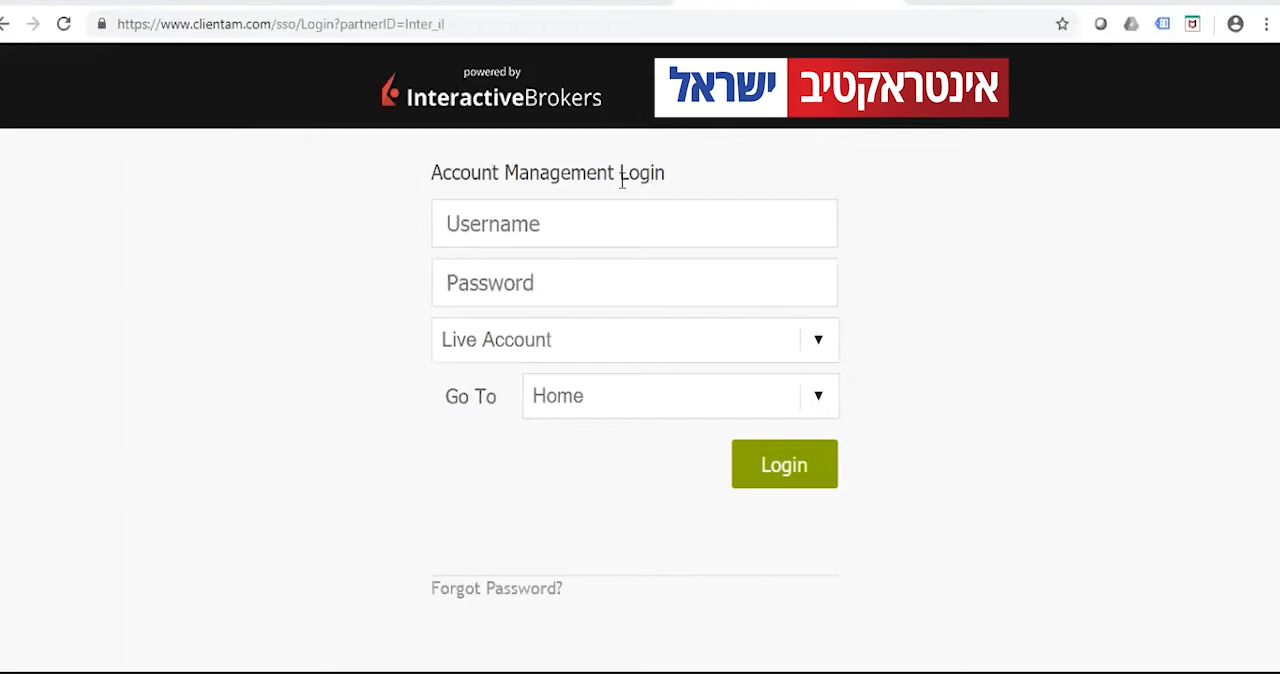 https://www.clientam.com/sso/Login?partnerID=Inter_il
powered by
InteractiveBrokers
אינטראקטיב ישראל
Account Management Login
Username
Password
Live Account
Go To Home
Login
Forgot Password?